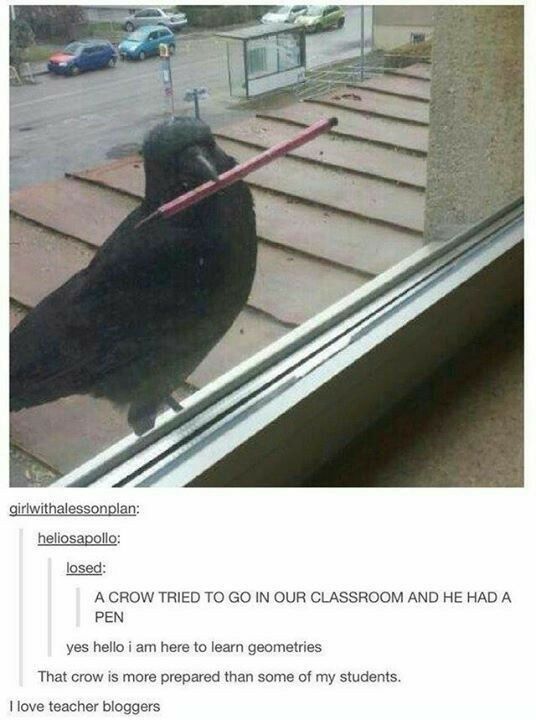 girlwithalessonplan:
heliosapollo:
losed:
A CROW TRIED TO GO IN OUR CLASSROOM AND HE HAD A
PEN
yes hello i am here to learn geometries
That crow is more prepared than some of my students.
I love teacher bloggers